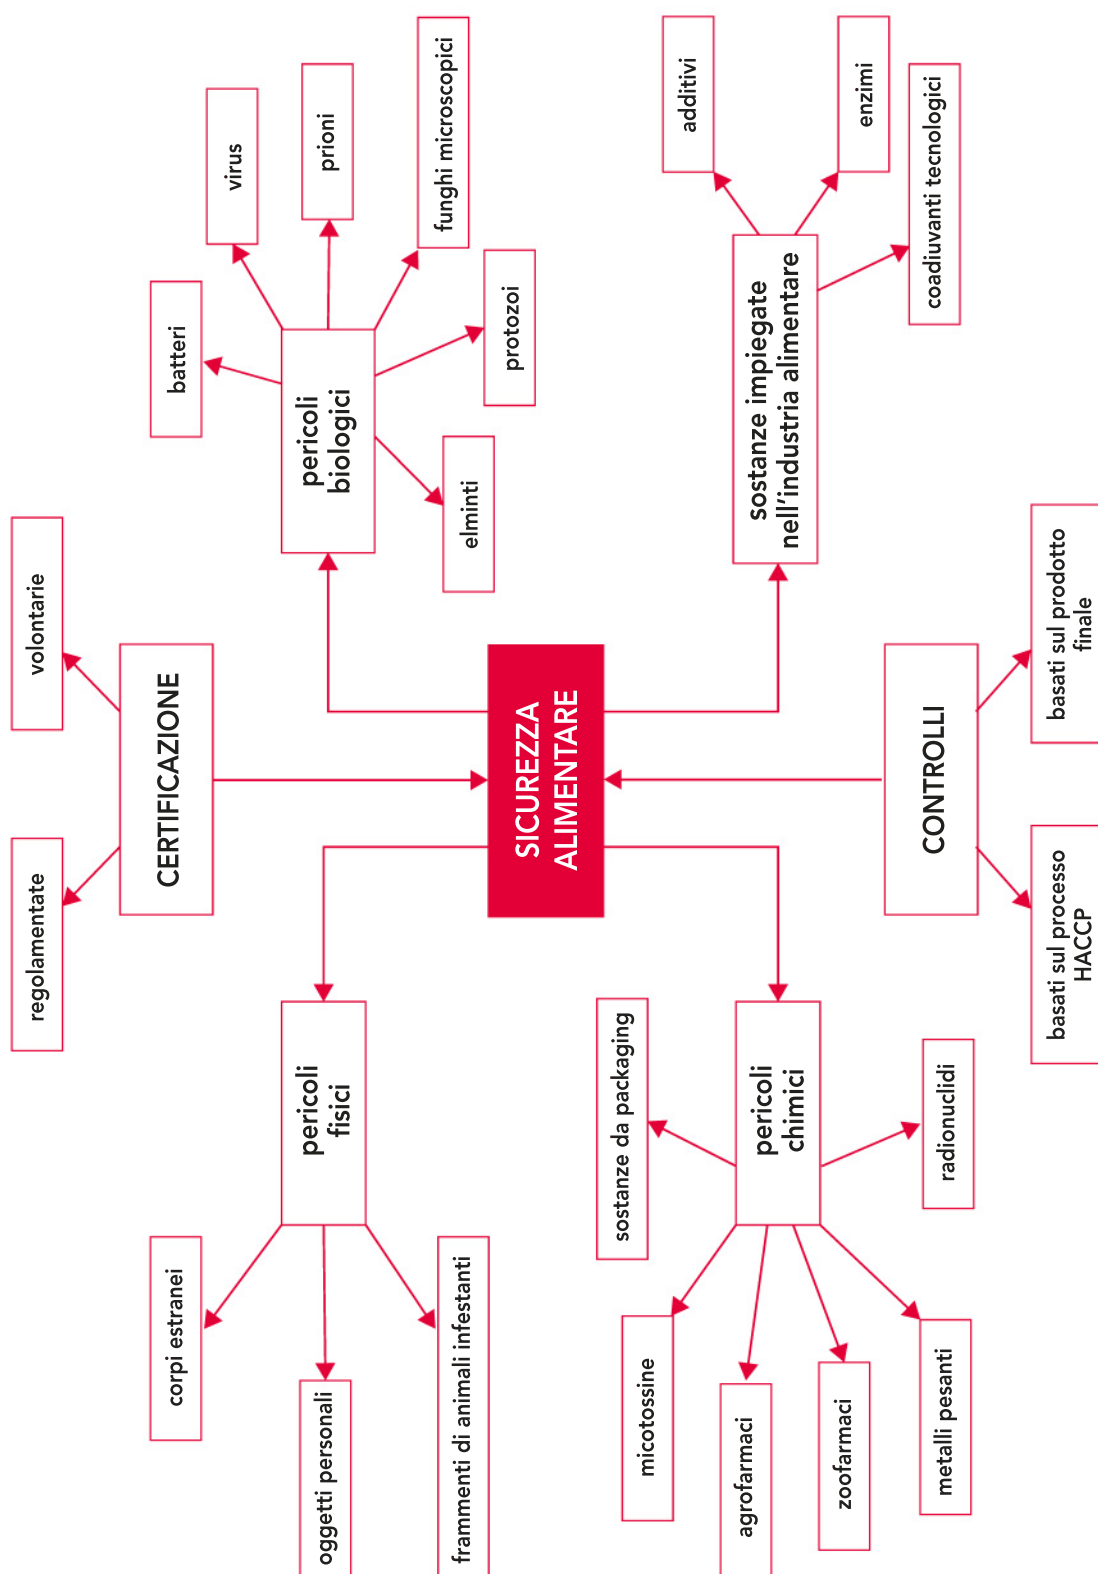 regolamentate
volontarie
CERTIFICAZIONE
corpi estranei
oggetti personali
frammenti di animali infestanti
pericoli
fisici
batteri
virus
prioni
funghi microscopici
protozoi
elminti
pericoli
biologici
SICUREZZA
ALIMENTARE
sostanze da packaging
micotossine
agrofarmaci
zoofarmaci
metalli pesanti
radionuclidi
pericoli
chimici
additivi
enzimi
coadiuvanti tecnologici
sostanze impiegate
nell'industria alimentare
CONTROLLI
basati sul processo
HACCP
basati sul prodotto
finale